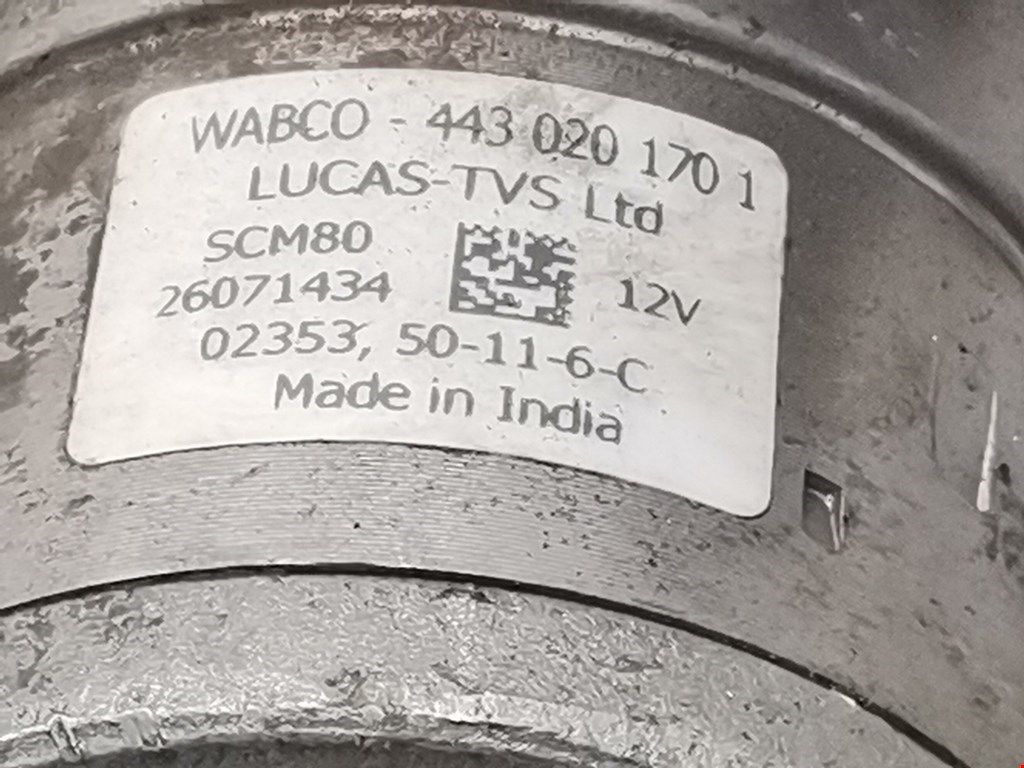 WABCO - 443 020 170 1
LUCAS-TVS Ltd
SCM80
26071434
12V
02353, 50-11-6-C
Made in India